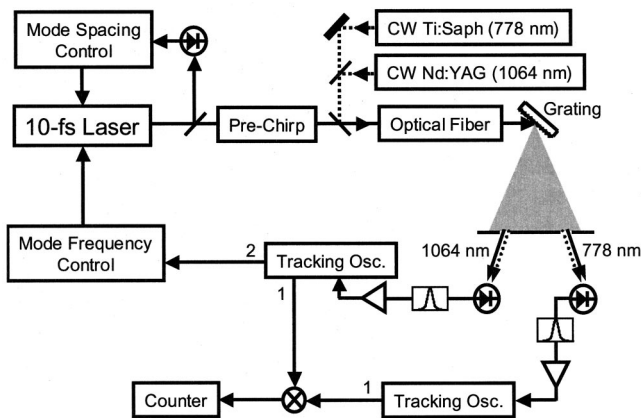 Mode Spacing
Control
CW Ti:Saph (778 nm)
CW Nd:YAG (1064 nm)
10-fs Laser
Pre-Chirp
Optical Fiber
Grating
Mode Frequency
Control
2
Tracking Osc.
1
1064 nm
778 nm
Counter
1
Tracking Osc.